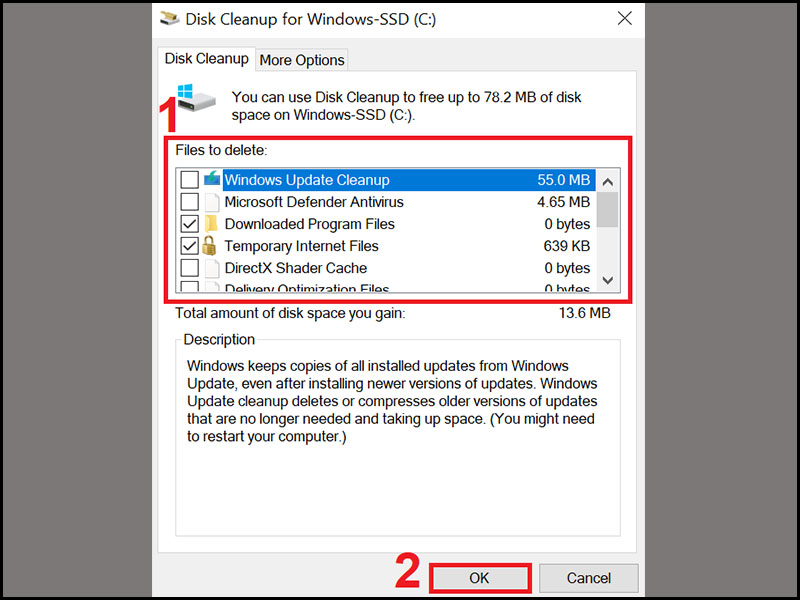 Disk Cleanup for Windows-SSD (C:)
Disk Cleanup
More Options
You can use Disk Cleanup to free up to 78.2 MB of disk
space on Windows-SSD (C:).
1
Files to delete:
Windows Update Cleanup 55.0 MB
Microsoft Defender Antivirus 4.65 MB
Downloaded Program Files 0 bytes
Temporary Internet Files 639 KB
DirectX Shader Cache 0 bytes
Delivery Optimization Files 0 bytes
Total amount of disk space you gain: 13.6 MB
Description
Windows keeps copies of all installed updates from Windows
Update, even after installing newer versions of updates. Windows
Update cleanup deletes or compresses older versions of updates
that are no longer needed and taking up space. (You might need
to restart your computer.)
2
OK
Cancel